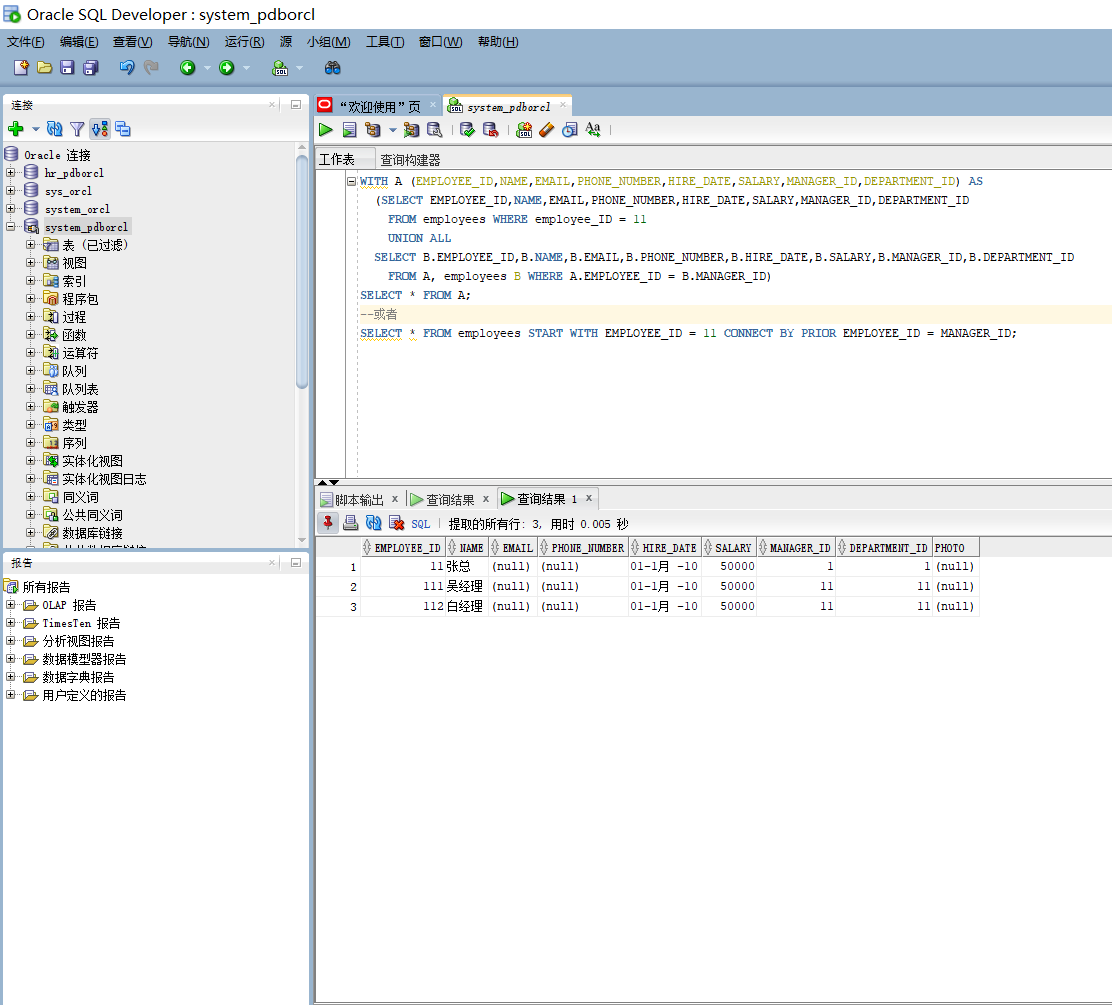 Oracle SQL Developer : system_pdborcl
文件(F) 编辑(E) 查看(V) 导航(N) 运行(R) 源 小组(M) 工具(T) 窗口(W) 帮助(H)
连接
Oracle 连接
hr_pdborcl
sys_orcl
system_orcl
system_pdborcl
表 (已过滤)
视图
索引
程序包
过程
函数
运算符
队列
队列表
触发器
类型
序列
实体化视图
实体化视图日志
同义词
公共同义词
数据库链接
报告
所有报告
OLAP 报告
TimesTen 报告
分析视图报告
数据模型器报告
数据字典报告
用户定义的报告
“欢迎使用”页 system_pdborcl
工作表 查询构建器
WITH A (EMPLOYEE_ID,NAME,EMAIL,PHONE_NUMBER,HIRE_DATE,SALARY,MANAGER_ID,DEPARTMENT_ID) AS
(SELECT EMPLOYEE_ID,NAME,EMAIL,PHONE_NUMBER,HIRE_DATE,SALARY,MANAGER_ID,DEPARTMENT_ID
FROM employees WHERE employee_ID = 11
UNION ALL
SELECT B.EMPLOYEE_ID,B.NAME,B.EMAIL,B.PHONE_NUMBER,B.HIRE_DATE,B.SALARY,B.MANAGER_ID,B.DEPARTMENT_ID
FROM A, employees B WHERE A.EMPLOYEE_ID = B.MANAGER_ID)
SELECT * FROM A;
--或者
SELECT * FROM employees START WITH EMPLOYEE_ID = 11 CONNECT BY PRIOR EMPLOYEE_ID = MANAGER_ID;
脚本输出 x 查询结果 x 查询结果 1 x
SQL | 提取的所有行: 3, 用时 0.005 秒
EMPLOYEE_ID NAME EMAIL PHONE_NUMBER HIRE_DATE SALARY MANAGER_ID DEPARTMENT_ID PHOTO
1 11 张总 (null) (null) 01-1月 -10 50000 1 1 (null)
2 111 吴经理 (null) (null) 01-1月 -10 50000 11 11 (null)
3 112 白经理 (null) (null) 01-1月 -10 50000 11 11 (null)